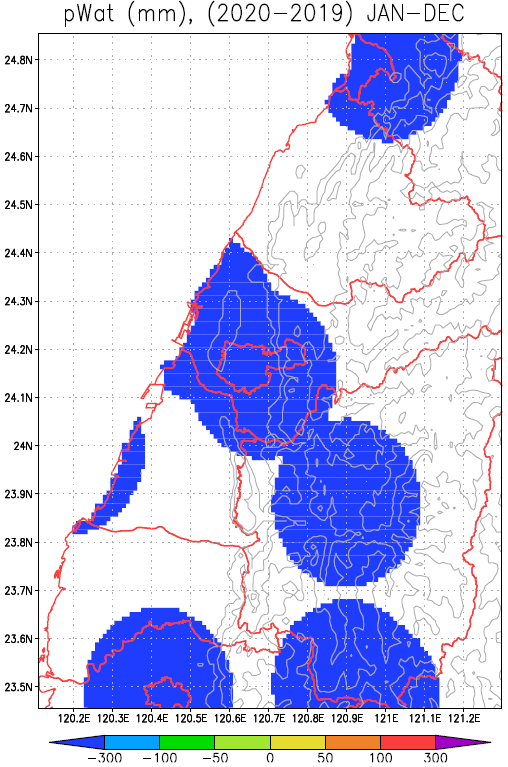 pWat (mm), (2020-2019) JAN-DEC
24.8N
24.7N
24.6N
24.5N
24.4N
24.3N
24.2N
24.1N
24N
23.9N
23.8N
23.7N
23.6N
23.5N
120.2E 120.3E 120.4E 120.5E 120.6E 120.7E 120.8E 120.9E 121E 121.1E 121.2E
-300 -100 -50 0 50 100 300